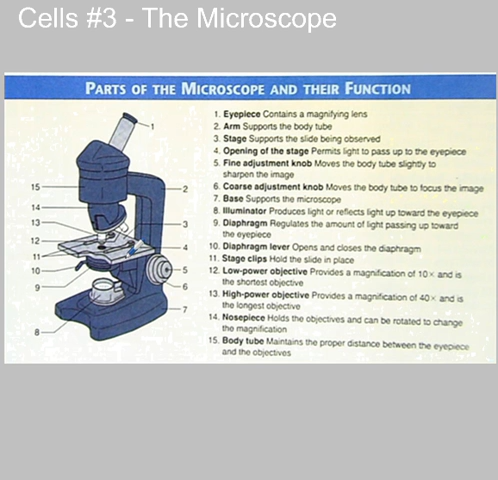 Cells #3 - The Microscope
PARTS OF THE MICROSCOPE AND THEIR FUNCTION
1. Eyepiece Contains a magnifying lens
2. Arm Supports the body tube
3. Stage Supports the slide being observed
4. Opening of the stage Permits light to pass up to the eyepiece
5. Fine adjustment knob Moves the body tube slightly to
sharpen the image
6. Coarse adjustment knob Moves the body tube to focus the image
7. Base Supports the microscope
8. Illuminator Produces light or reflects light up toward the eyepiece
9. Diaphragm Regulates the amount of light passing up toward
the eyepiece
10. Diaphragm lever Opens and closes the diaphragm
11. Stage clips Hold the slide in place
12. Low-power objective Provides a magnification of 10× and is
the shortest objective
13. High-power objective Provides a magnification of 40× and is
the longest objective
14. Nosepiece Holds the objectives and can be rotated to change
the magnification
15. Body tube Maintains the proper distance between the eyepiece
and the objectives
1
15
2
14
13
3
12
4
11
10
5
9
6
7
8